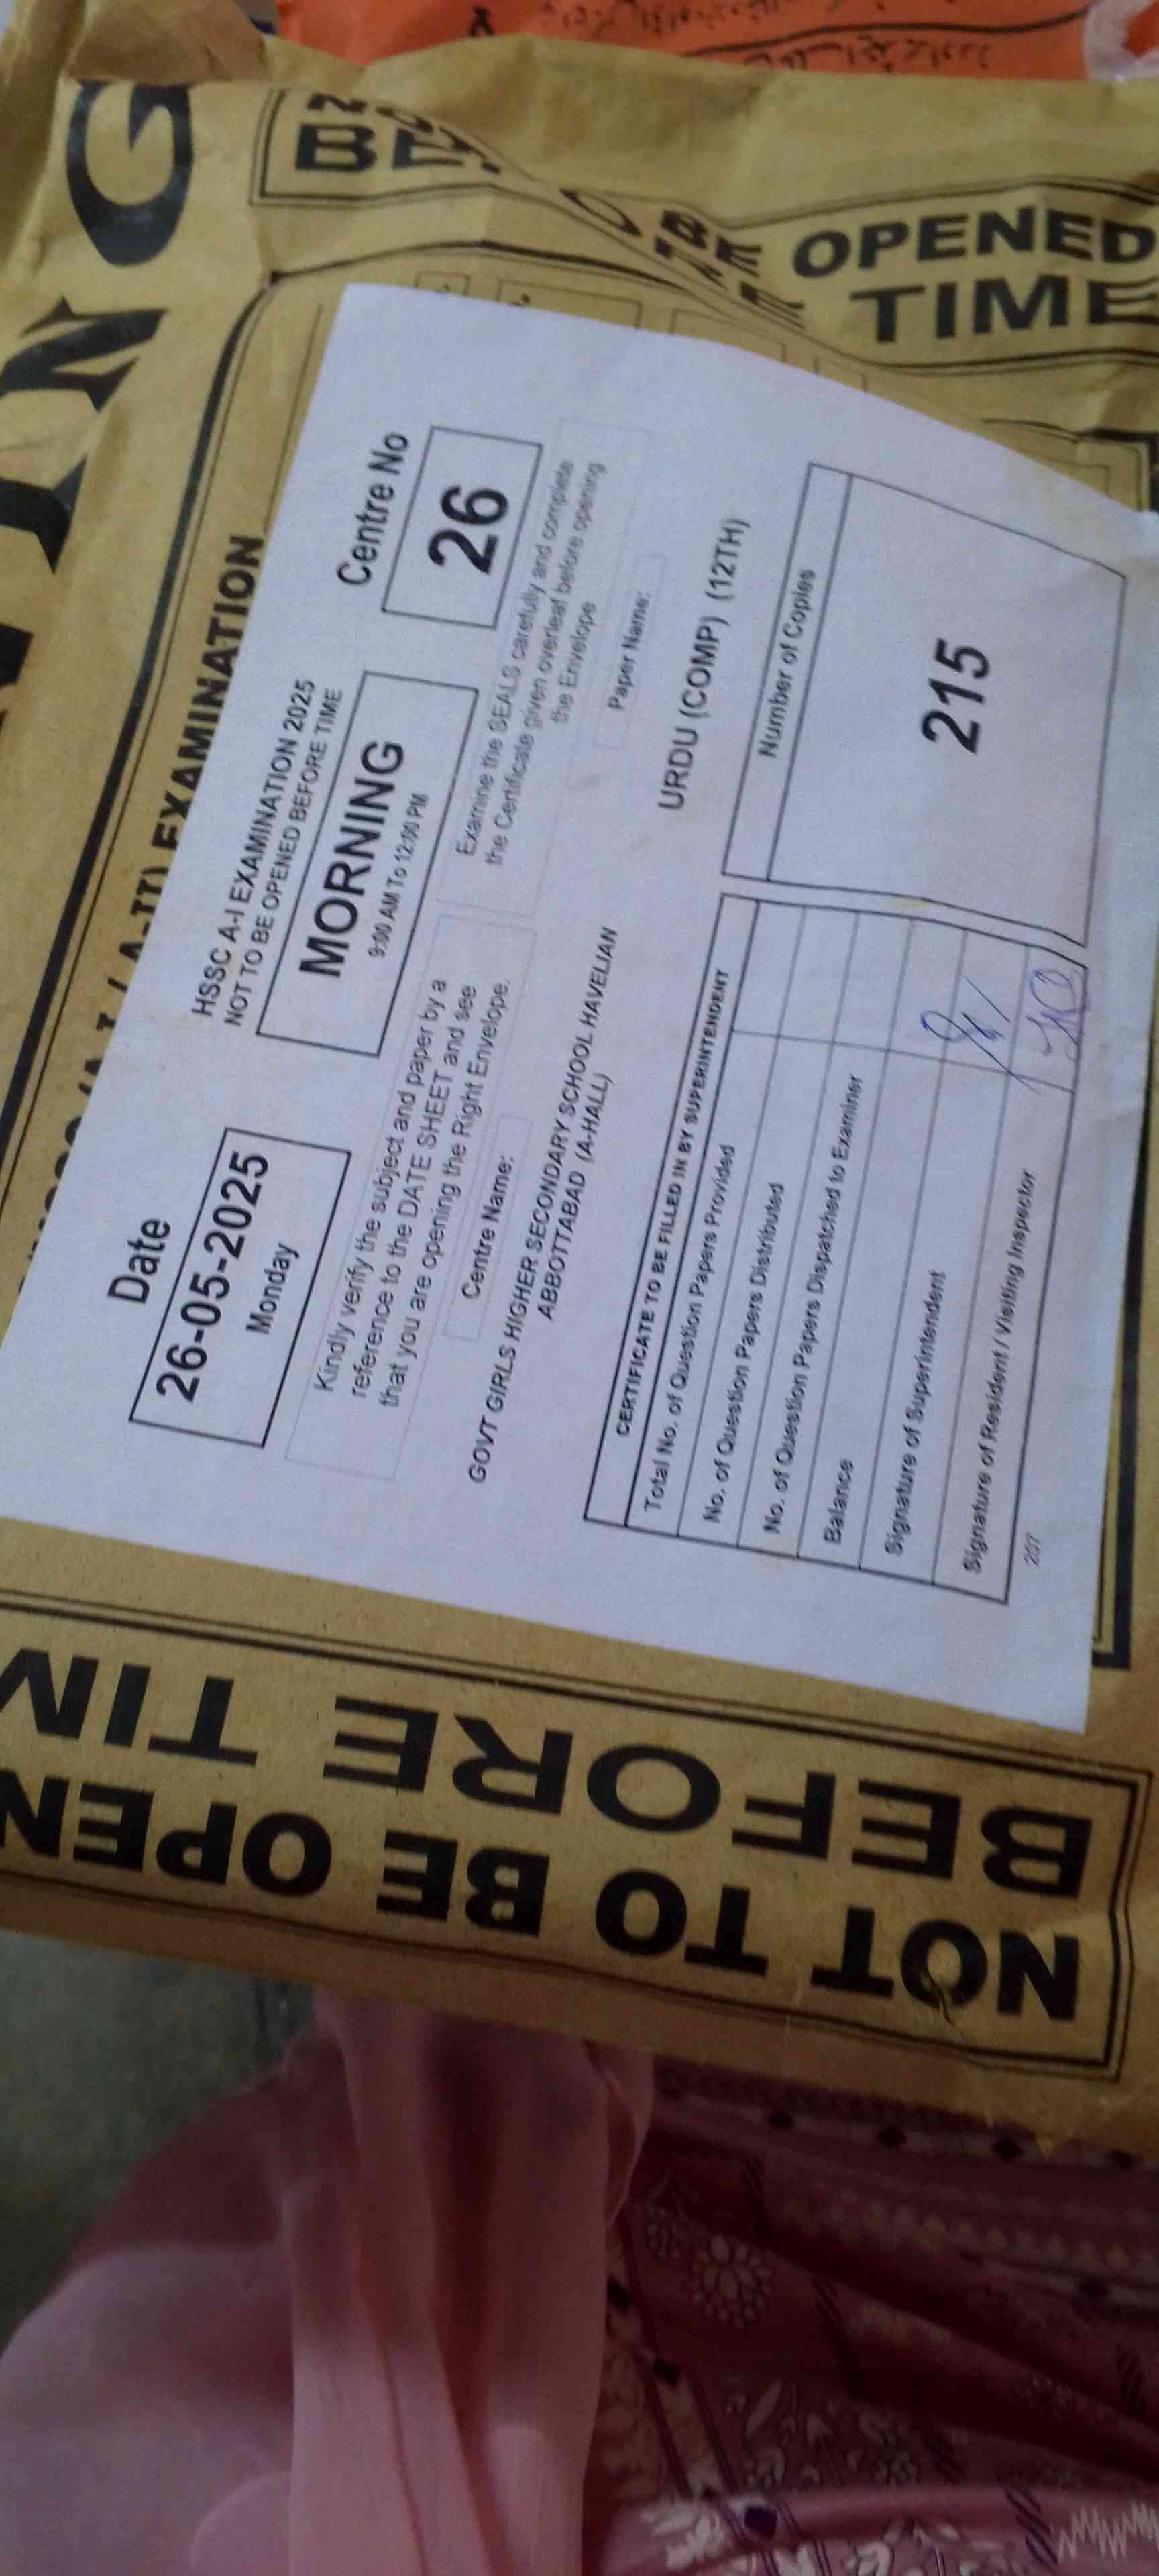 NING
NOT TO BE OPENED
BEFORE TIME
EXAMINATION
HSSC A-I EXAMINATION 2025
NOT TO BE OPENED BEFORE TIME
Date
26-05-2025
Monday
MORNING
9:00 AM To 12:00 PM
Centre No
26
Kindly verify the subject and paper by a
reference to the DATE SHEET and see
that you are opening the Right Envelope.
Examine the SEALS carefully and complete
the Certificate given overleaf before opening
the Envelope
Centre Name:
GOVT GIRLS HIGHER SECONDARY SCHOOL HAVELIAN
ABBOTTABAD (A-HALL)
Paper Name:
URDU (COMP) (12TH)
CERTIFICATE TO BE FILLED IN BY SUPERINTENDENT
Total No. of Question Papers Provided
No. of Question Papers Distributed
No. of Question Papers Dispatched to Examiner
Balance
Signature of Superintendent
Signature of Resident / Visiting Inspector
Number of Copies
215
207
NOT TO BE OPEN
BEFORE TIM